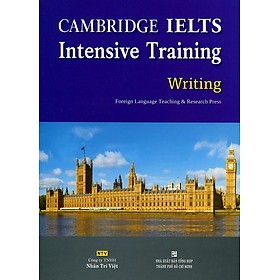 CAMBRIDGE IELTS
Intensive Training
Writing
Foreign Language Teaching & Research Press
NTV
Công ty TNHH
Nhân Trí Việt
NHÀ XUẤT BẢN TỔNG HỢP
THÀNH PHỐ HỒ CHÍ MINH